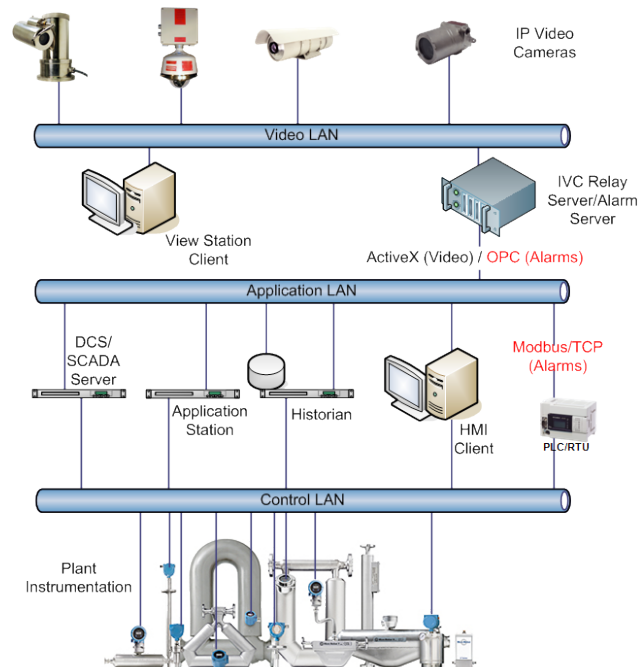 IP Video
Cameras
Video LAN
View Station
Client
IVC Relay
Server/Alarm
Server
ActiveX (Video) / OPC (Alarms)
Application LAN
DCS/
SCADA
Server
Application
Station
Historian
HMI
Client
Modbus/TCP
(Alarms)
PLC/RTU
Control LAN
Plant
Instrumentation